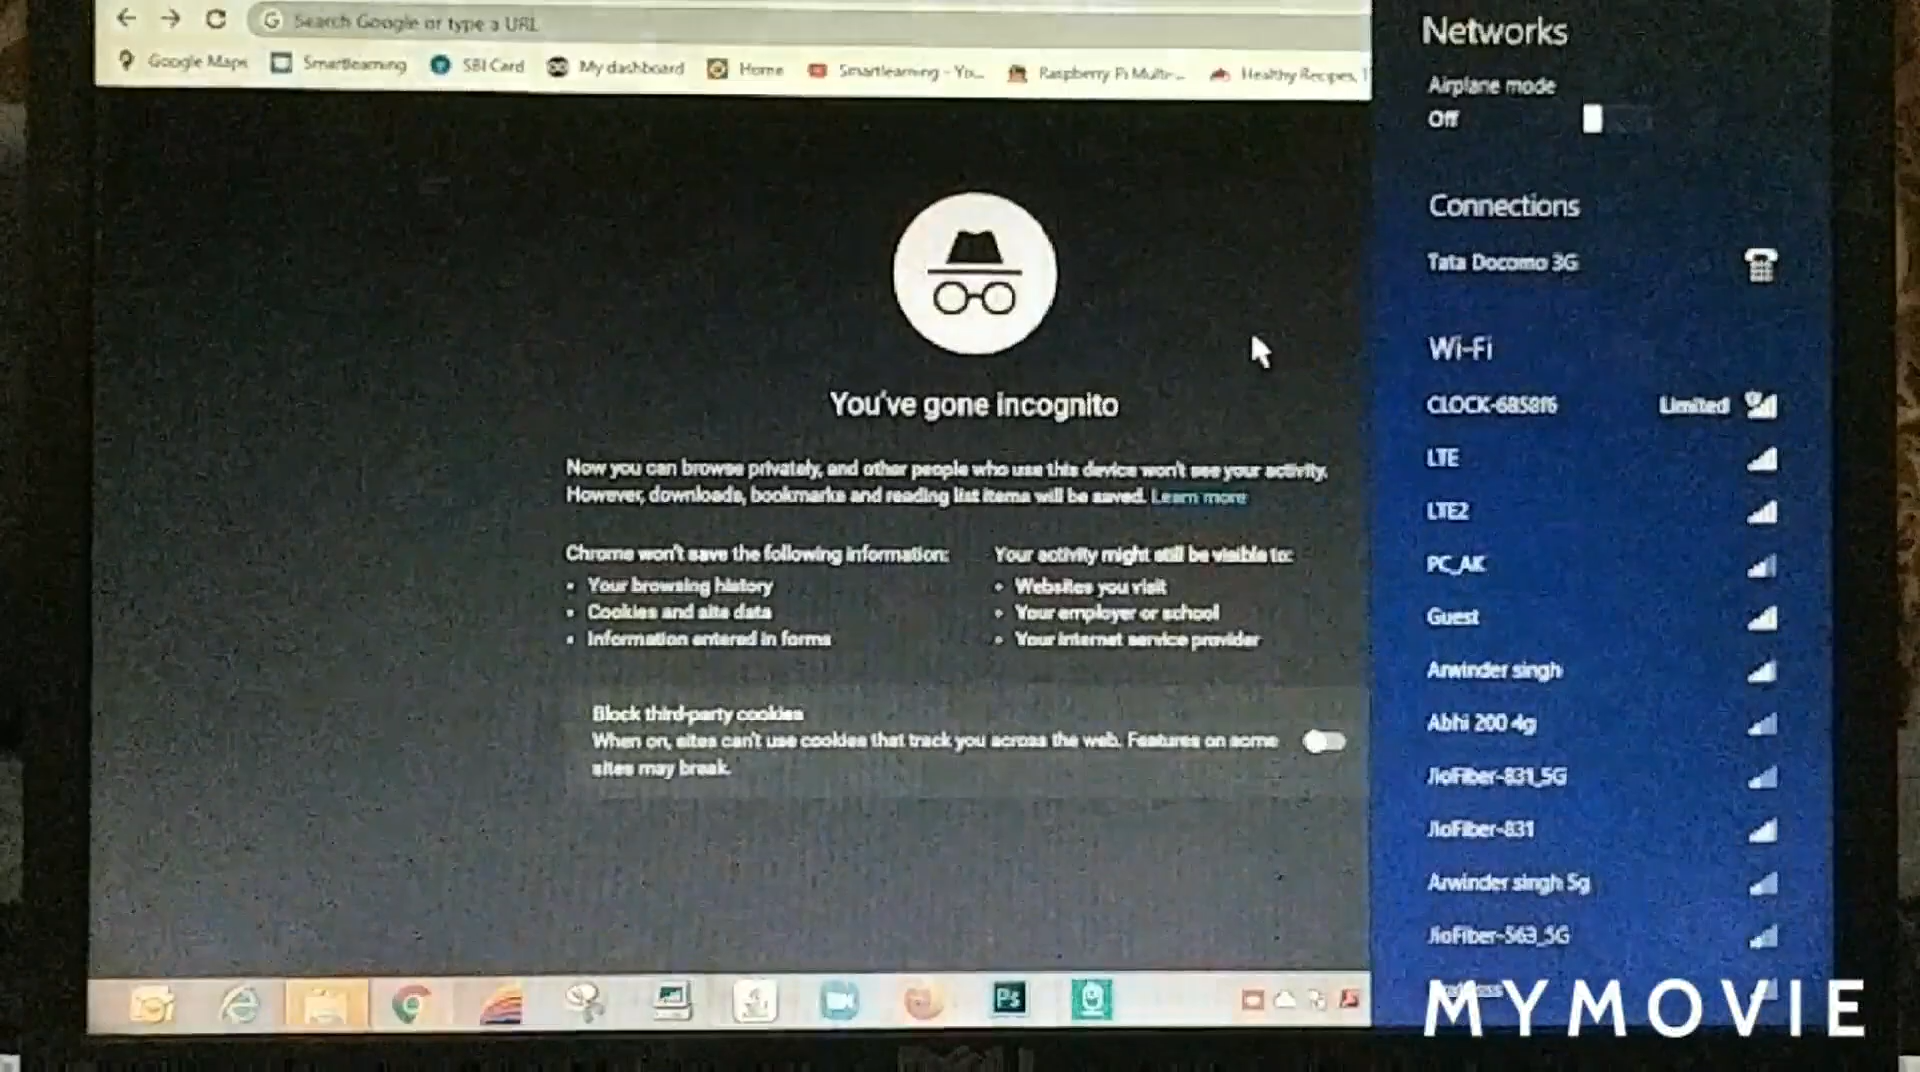 Search Google or type a URL
Google Maps
Smartlearning
SBI Card
My dashboard
Home
Smartlearning - Yo...
Raspberry Pi Multi-...
Healthy Recipes,
You've gone incognito
Now you can browse privately, and other people who use this device won't see your activity.
However, downloads, bookmarks and reading list items will be saved. Learn more
Chrome won't save the following information:
• Your browsing history
• Cookies and site data
• Information entered in forms
Your activity might still be visible to:
• Websites you visit
• Your employer or school
• Your internet service provider
Block third-party cookies
When on, sites can't use cookies that track you across the web. Features on some
sites may break.
Ps
Networks
Airplane mode
Off
Connections
Tata Docomo 3G
Wi-Fi
CLOCK-6858f6 Limited
LTE
LTE2
PC_AK
Guest
Arwinder singh
Abhi 200 4g
JioFiber-831_5G
JioFiber-831
Arwinder singh 5g
JioFiber-563_5G
MYMOVIE